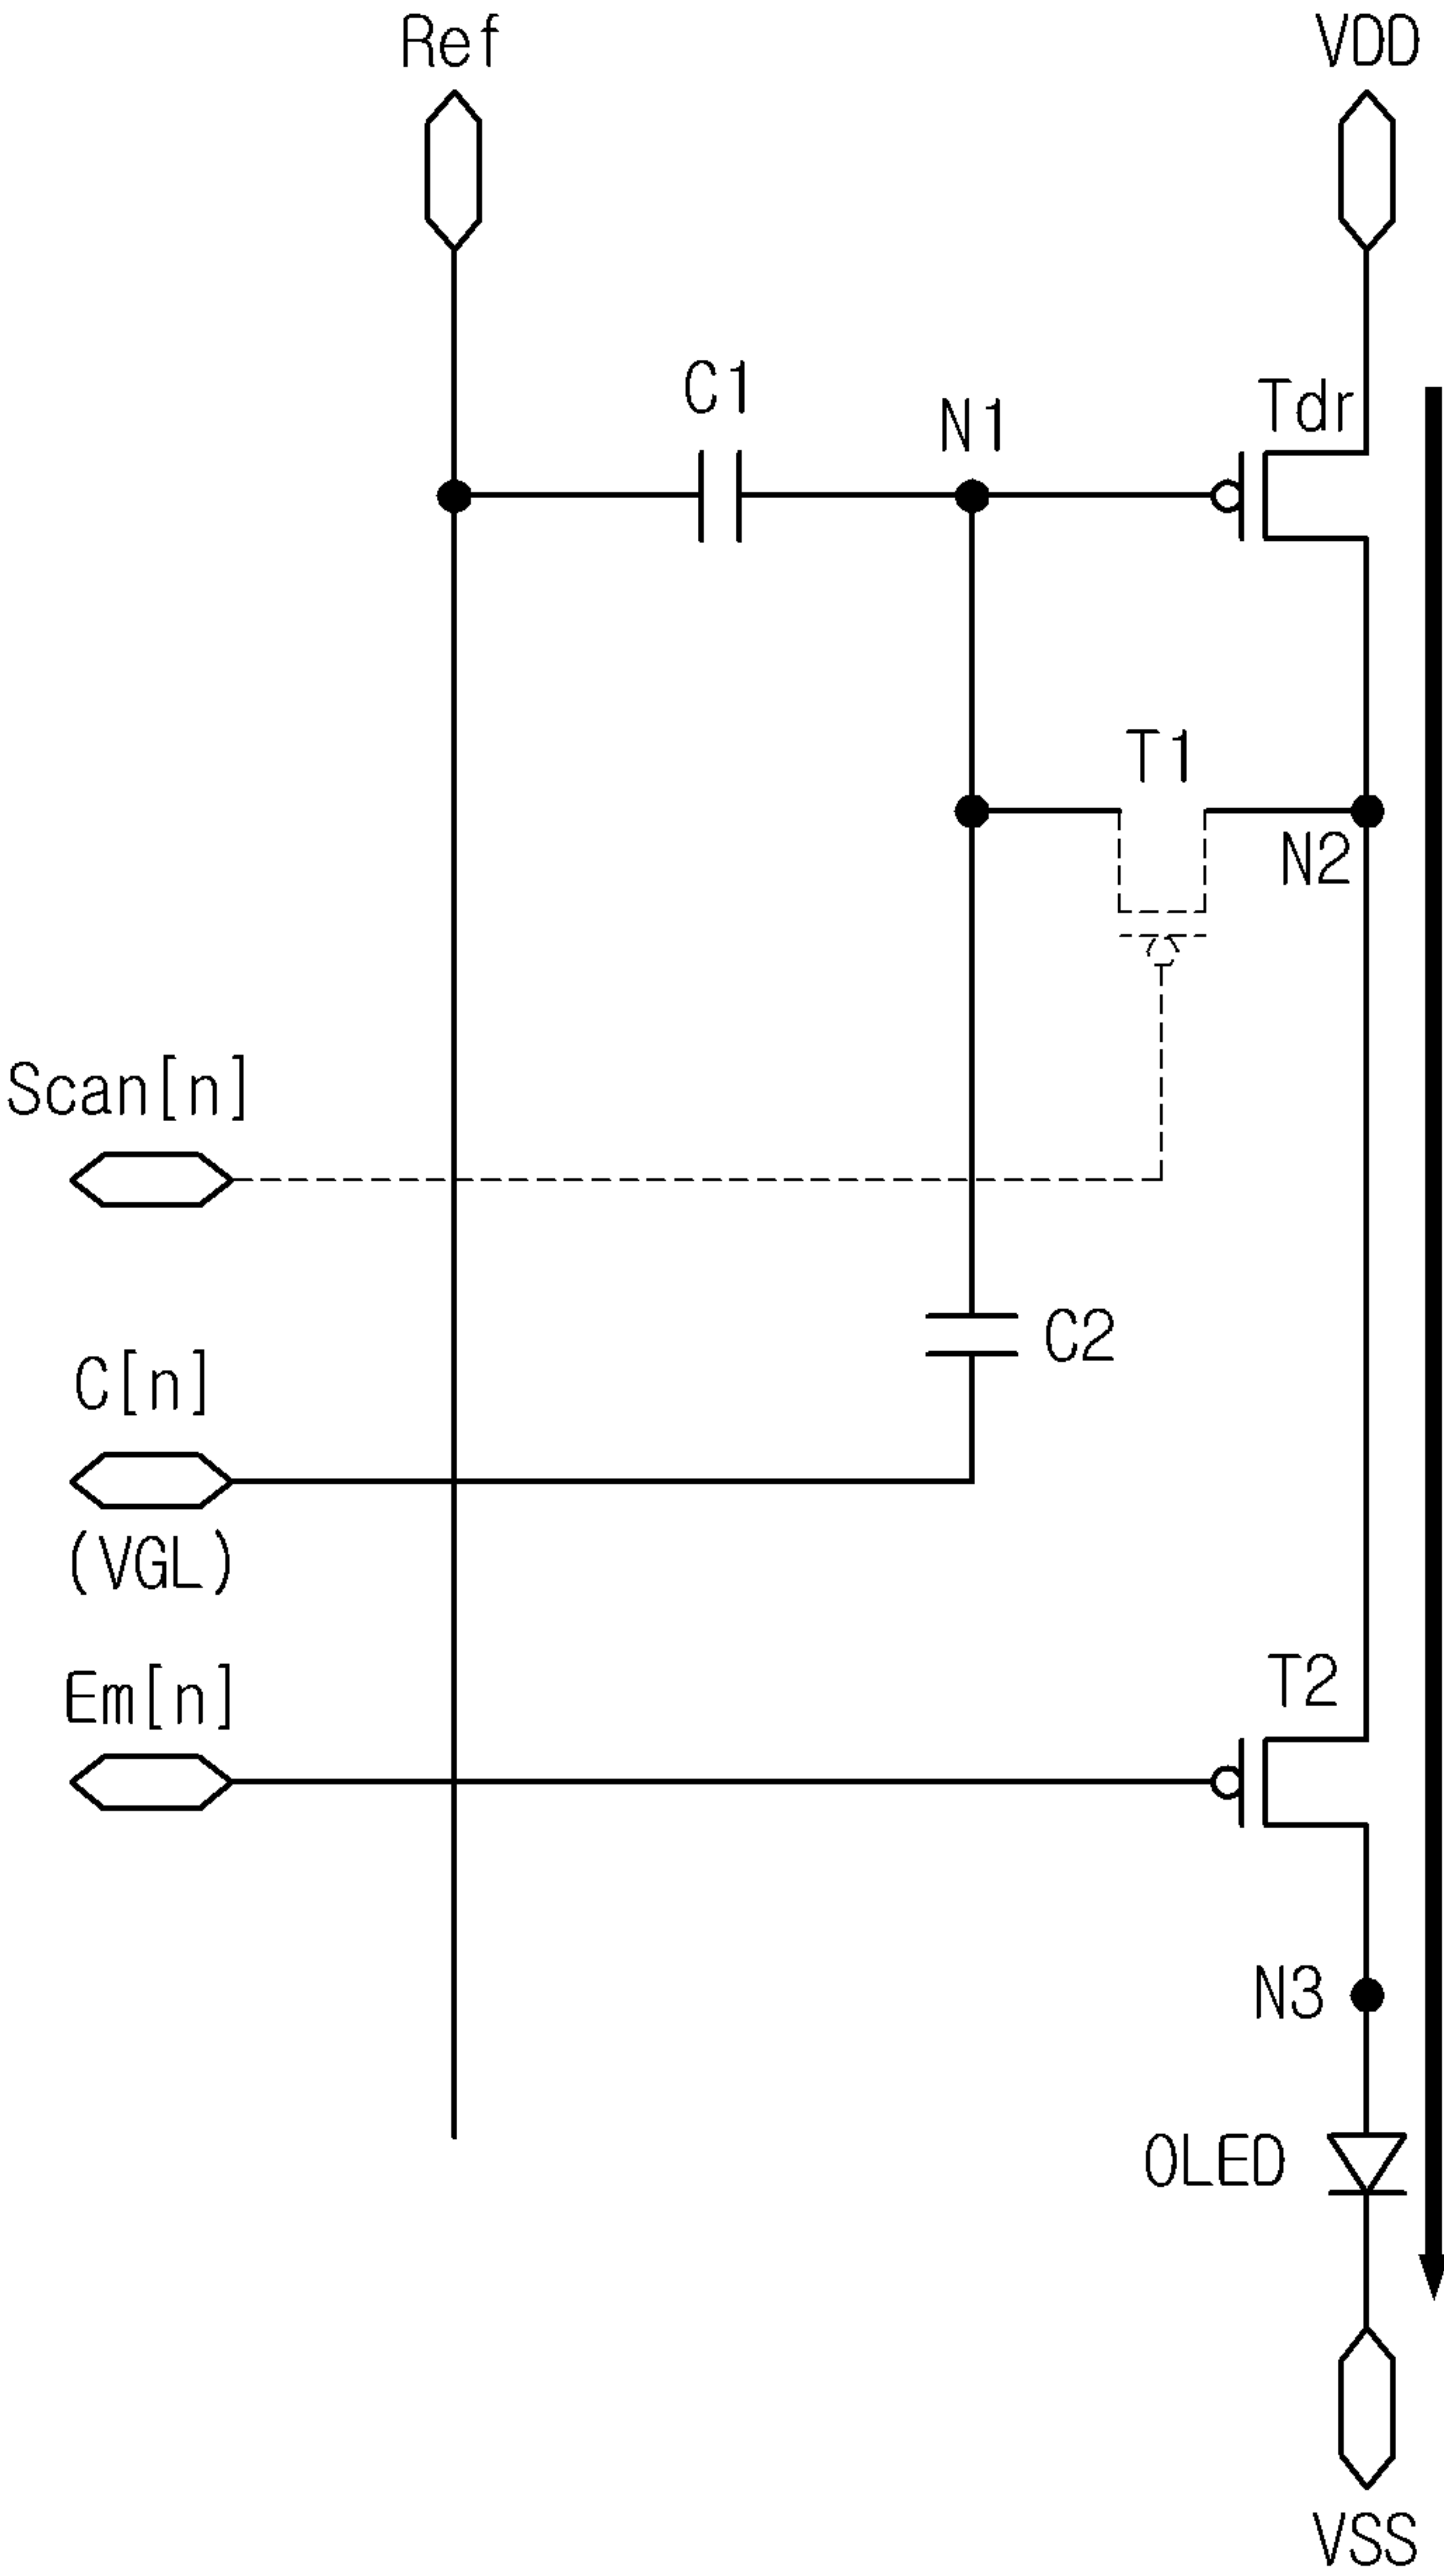 Ref
VDD
C1
N1
Tdr
T1
N2
Scan[n]
C2
C[n]
(VGL)
T2
Em[n]
N3
OLED
VSS